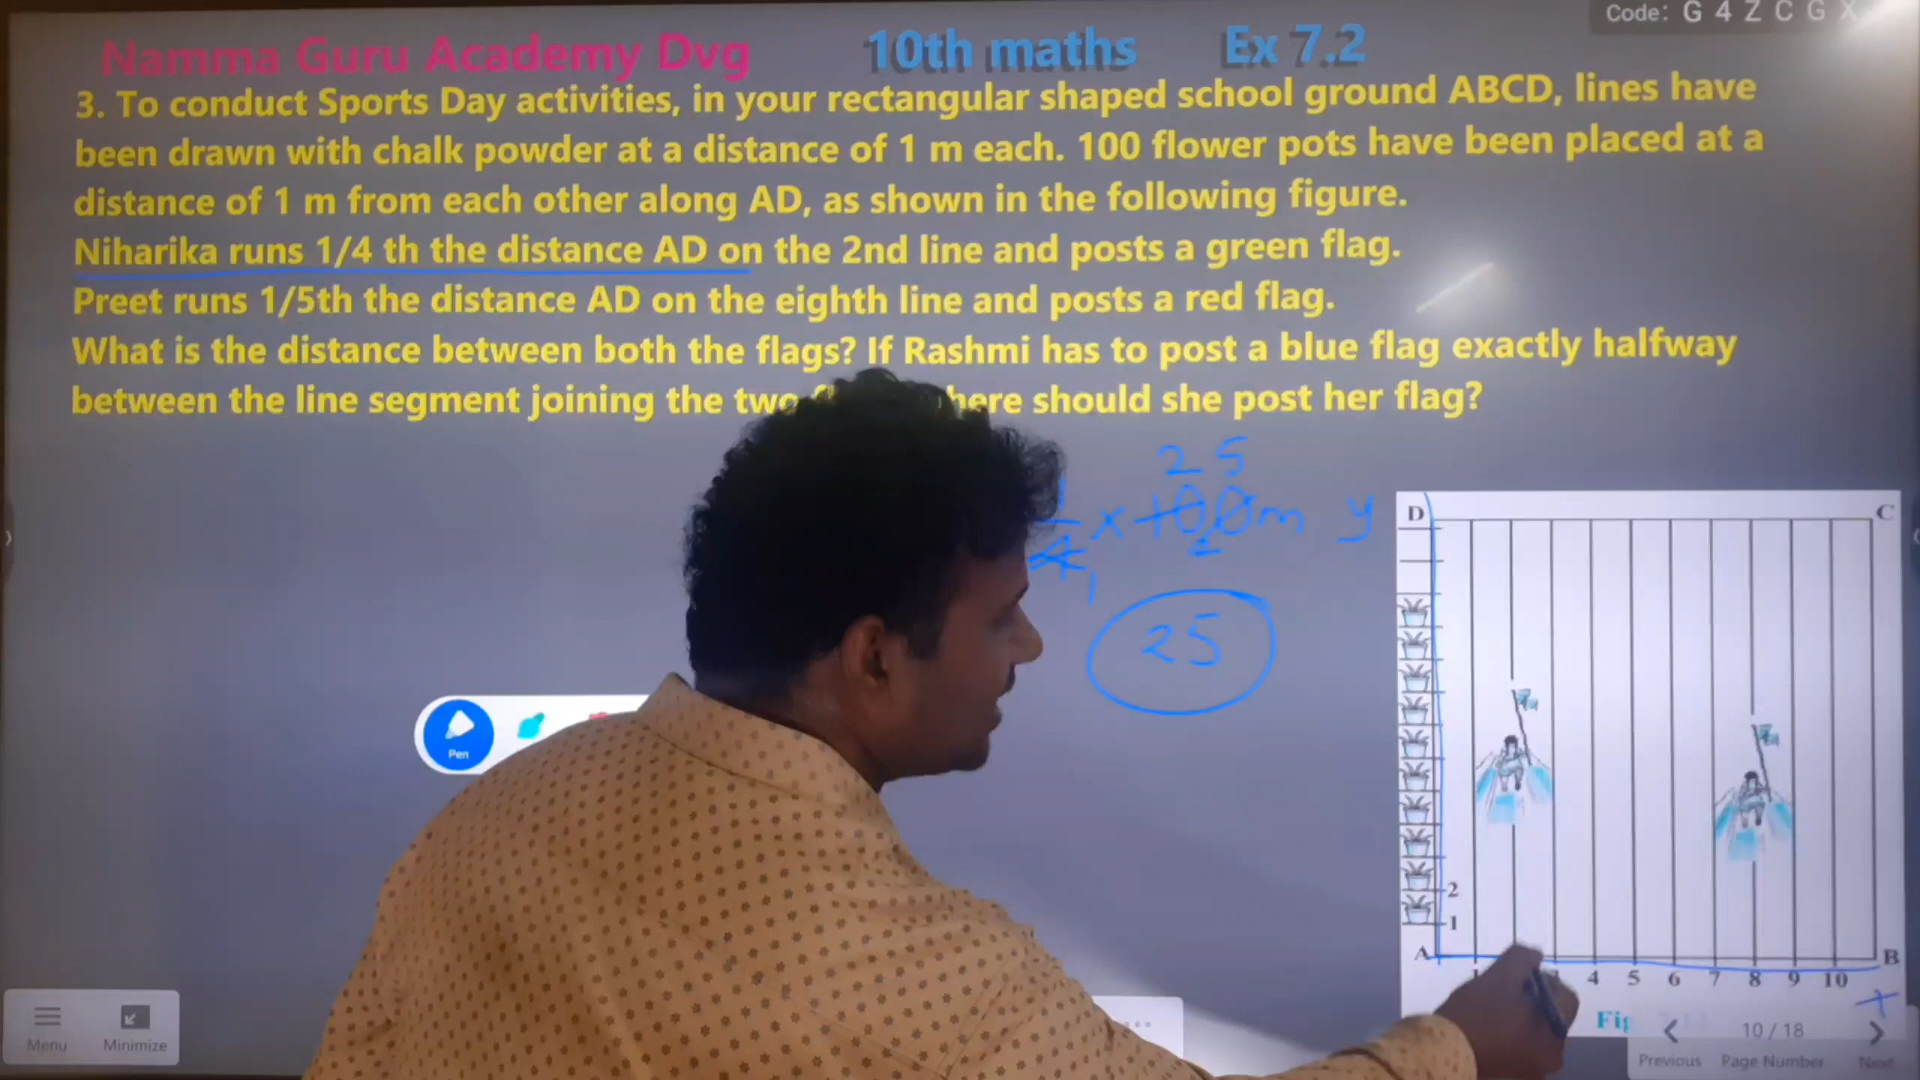 Code: G 4 Z C G X
Namma Guru Academy Dvg 10th maths Ex 7.2
3. To conduct Sports Day activities, in your rectangular shaped school ground ABCD, lines have
been drawn with chalk powder at a distance of 1 m each. 100 flower pots have been placed at a
distance of 1 m from each other along AD, as shown in the following figure.
Niharika runs 1/4 th the distance AD on the 2nd line and posts a green flag.
Preet runs 1/5th the distance AD on the eighth line and posts a red flag.
What is the distance between both the flags? If Rashmi has to post a blue flag exactly halfway
between the line segment joining the two here should she post her flag?
25
1/4 x 100m y
2
1
25
D C
2
1
A B
1 4 5 6 7 8 9 10
x
Pen
Menu Minimize
10 / 18
Previous Page Number Next